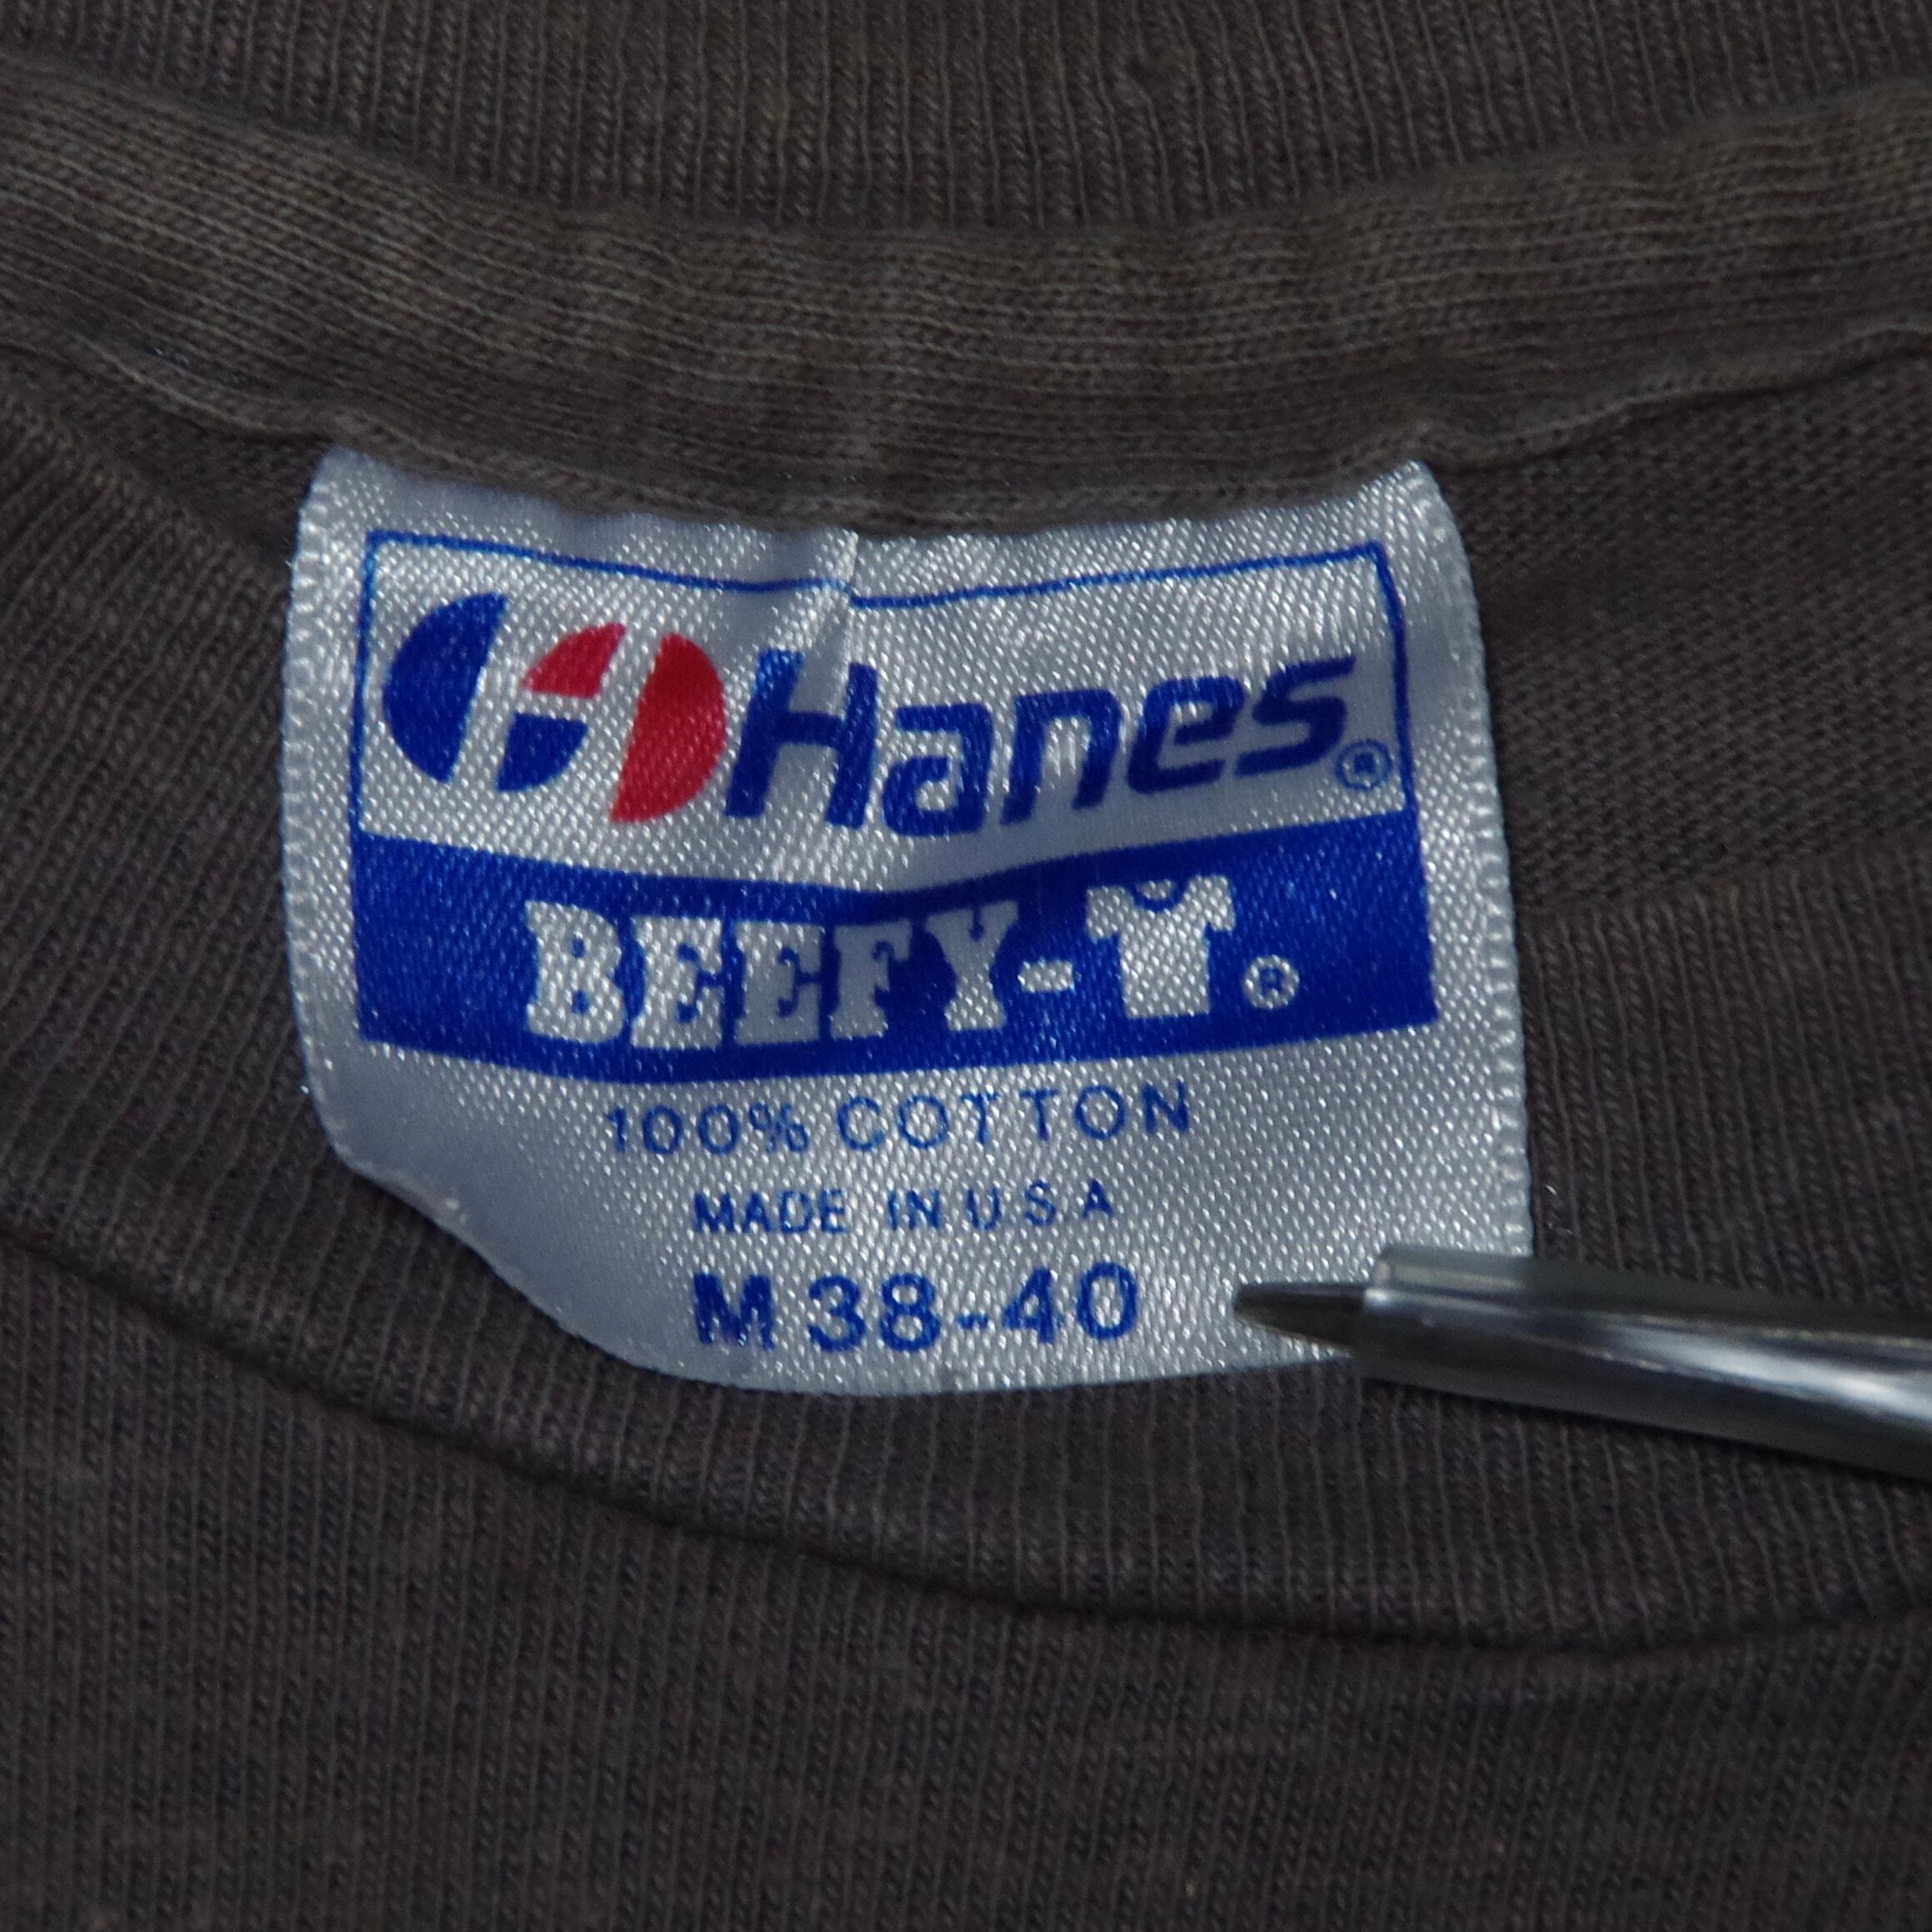 Hanes®
BEEFY-T®
100% COTTON
MADE IN U.S.A
M 38-40